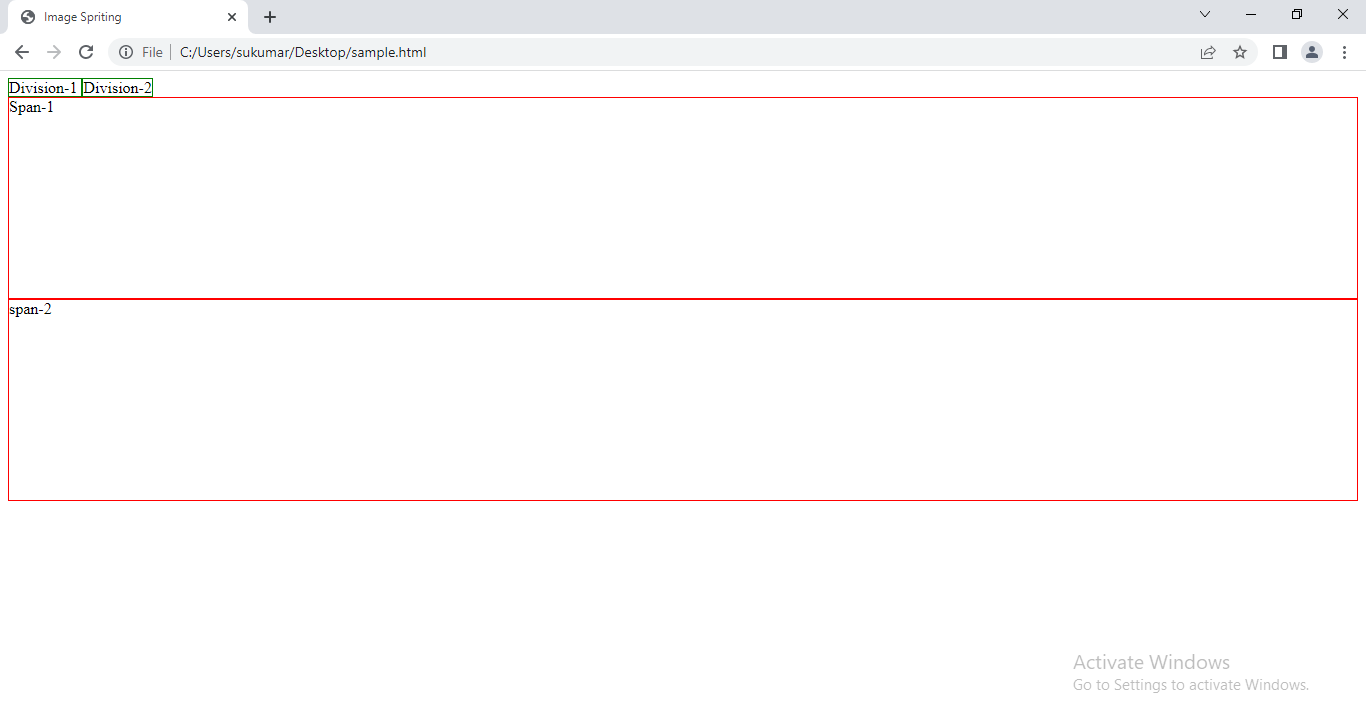 Image Spriting
File C:/Users/sukumar/Desktop/sample.html
Division-1 Division-2
Span-1
span-2
Activate Windows
Go to Settings to activate Windows.